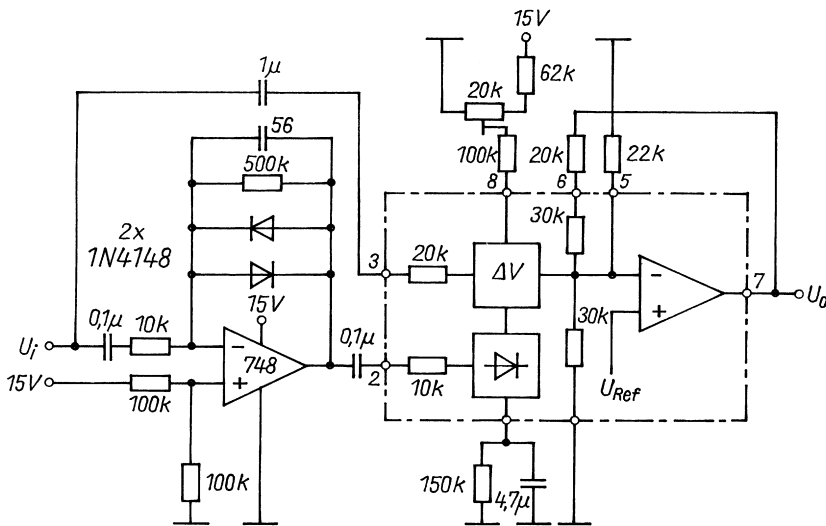 15V
1μ
20k
62k
56
100k
20k
22k
500k
8
6
5
2x
1N4148
30k
3
20k
ΔV
−
7
U₀
15V
0,1μ
10k
Ui
−
748
+
0,1μ
30k
+
2
10k
URef
15V
100k
100k
150k
4,7μ